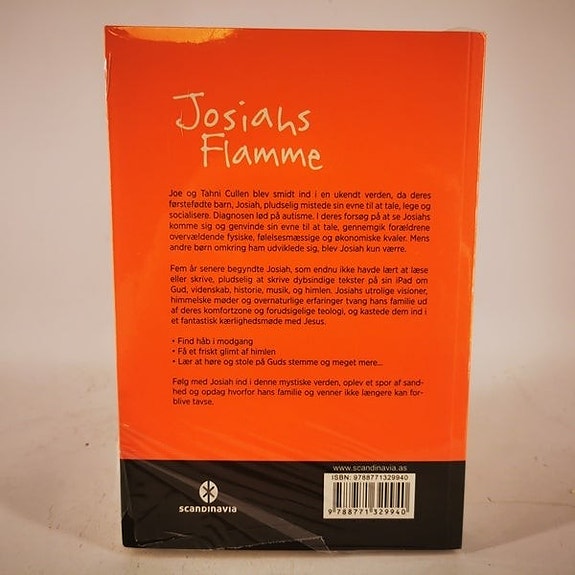 Josiahs
Flamme
Joe og Tahni Cullen blev smidt ind i en ukendt verden, da deres
førstefødte barn, Josiah, pludselig mistede sin evne til at tale, lege og
socialisere. Diagnosen lød på autisme. I deres forsøg på at se Josiahs
komme sig og genvinde sin evne til at tale, gennemgik forældrene
overvældende fysiske, følelsesmæssige og økonomiske kvaler. Mens
andre børn omkring ham udviklede sig, blev Josiah kun værre.
Fem år senere begyndte Josiah, som endnu ikke havde lært at læse
eller skrive, pludselig at skrive dybsindige tekster på sin iPad om
Gud, videnskab, historie, musik, og himlen. Josiahs utrolige visioner,
himmelske møder og overnaturlige erfaringer tvang hans familie ud
af deres komfortzone og forudsigelige teologi, og kastede dem ind i
et fantastisk kærlighedsmøde med Jesus.
• Find håb i modgang
• Få et friskt glimt af himlen
• Lær at høre og stole på Guds stemme og meget mere...
Følg med Josiah ind i denne mystiske verden, oplev et spor af sand-
hed og opdag hvorfor hans familie og venner ikke længere kan for-
blive tavse.
www.scandinavia.as
ISBN: 9788771329940
9 788771 329940
SCANDINAVIA